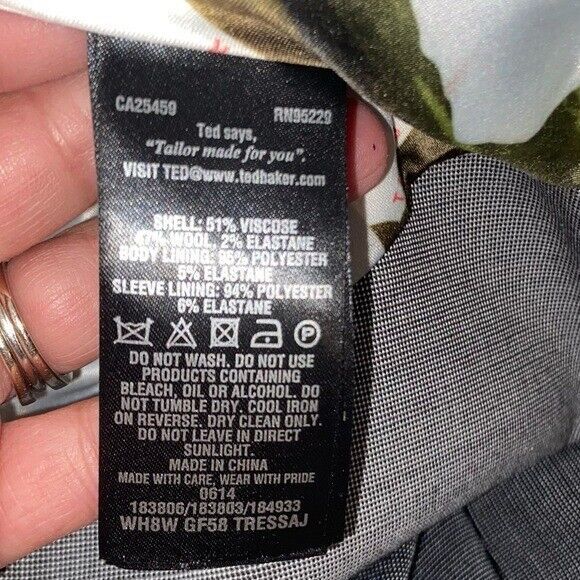 CA25459 RN95229
Ted says,
"Tailor made for you".
VISIT TED@www.tedbaker.com
SHELL: 51% VISCOSE
47% WOOL, 2% ELASTANE
BODY LINING: 95% POLYESTER
5% ELASTANE
SLEEVE LINING: 94% POLYESTER
6% ELASTANE
P
DO NOT WASH. DO NOT USE
PRODUCTS CONTAINING
BLEACH, OIL OR ALCOHOL. DO
NOT TUMBLE DRY. COOL IRON
ON REVERSE. DRY CLEAN ONLY.
DO NOT LEAVE IN DIRECT
SUNLIGHT.
MADE IN CHINA
MADE WITH CARE, WEAR WITH PRIDE
0614
183806/183803/184933
WH8W GF58 TRESSAJ